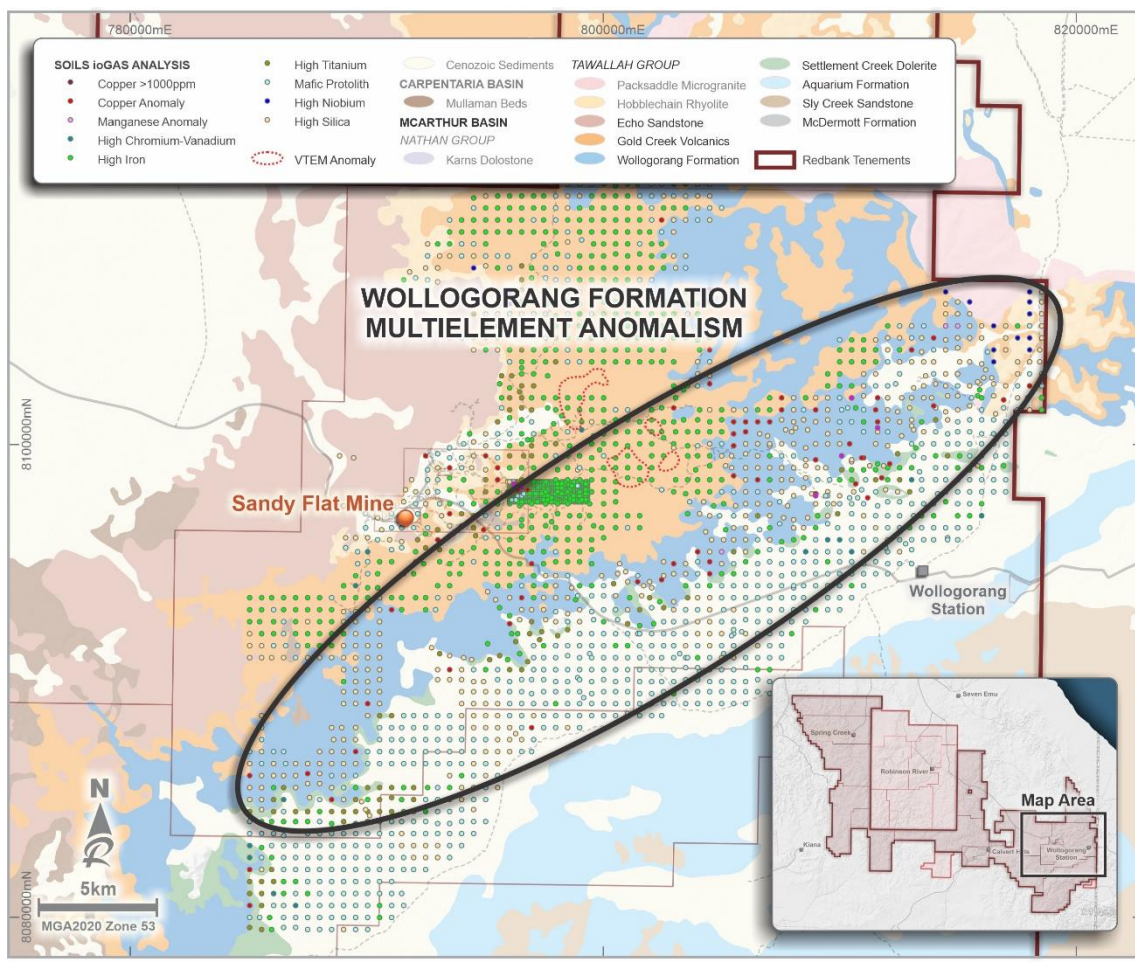 780000mE
800000mE
820000mE
SOILS ioGAS ANALYSIS
Copper >1000ppm
Copper Anomaly
Manganese Anomaly
High Chromium-Vanadium
High Iron
High Titanium
Mafic Protolith
High Niobium
High Silica
VTEM Anomaly
Cenozoic Sediments
CARPENTARIA BASIN
Mullaman Beds
MCARTHUR BASIN
NATHAN GROUP
Karns Dolostone
TAWALLAH GROUP
Packsaddle Microgranite
Hobblechain Rhyolite
Echo Sandstone
Gold Creek Volcanics
Wollogorang Formation
Settlement Creek Dolerite
Aquarium Formation
Sly Creek Sandstone
McDermott Formation
Redbank Tenements
WOLLOGORANG FORMATION
MULTIELEMENT ANOMALISM
8100000mN
Sandy Flat Mine
Wollogorang
Station
N
5km
MGA2020 Zone 53
8080000mN
Seven Emu
Spring Creek
Robinson River
Map Area
Kiana
Calvert Hills
Wollogorang
Station